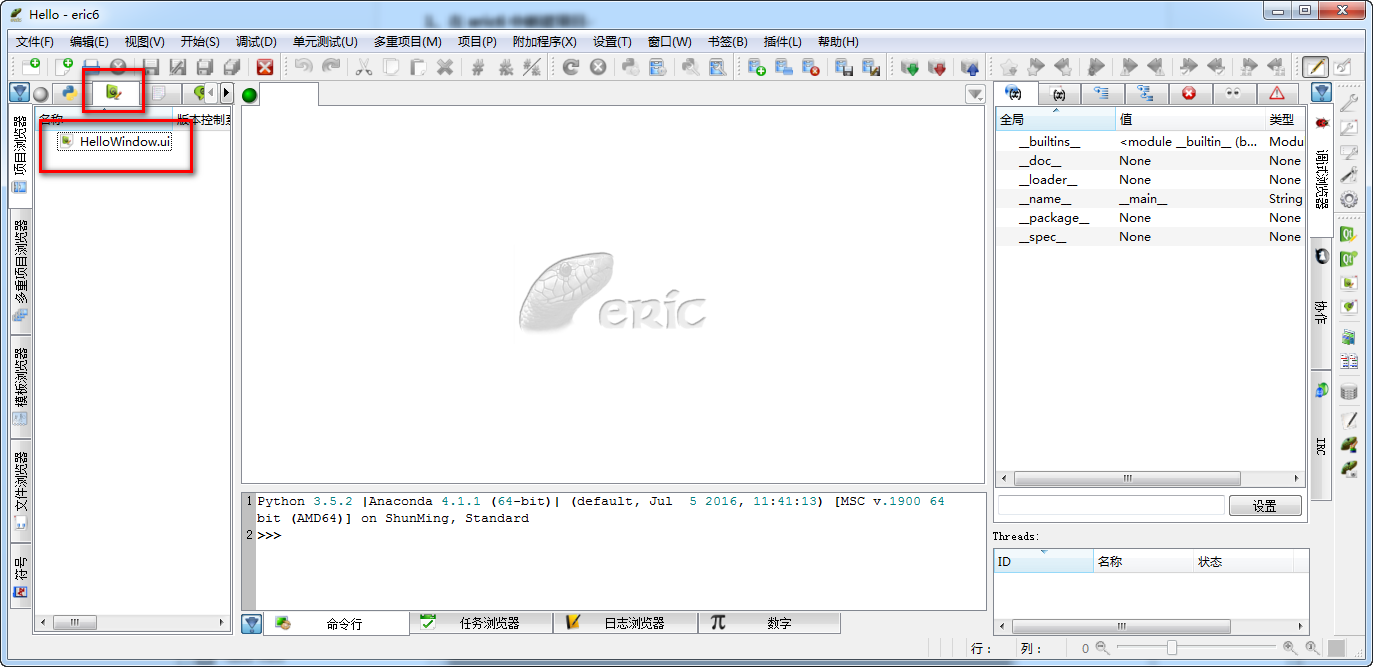 Hello - eric6
文件(F) 编辑(E) 视图(V) 开始(S) 调试(D) 单元测试(U) 多重项目(M) 项目(P) 附加程序(X) 设置(T) 窗口(W) 书签(B) 插件(L) 帮助(H)
项目浏览器
多重项目浏览器
模板浏览器
文件浏览器
符号
名称 版本控制系
HelloWindow.ui
eric
1 Python 3.5.2 |Anaconda 4.1.1 (64-bit)| (default, Jul  5 2016, 11:41:13) [MSC v.1900 64
bit (AMD64)] on ShunMing, Standard
2 >>>
命令行 任务浏览器 日志浏览器 数字
全局 值 类型
__builtins__ <module __builtin__ (b... Modu
__doc__ None None
__loader__ None None
__name__ __main__ String
__package__ None None
__spec__ None None
设置
Threads:
ID 名称 状态
调试浏览器
协作
IRC
行： 列： 0